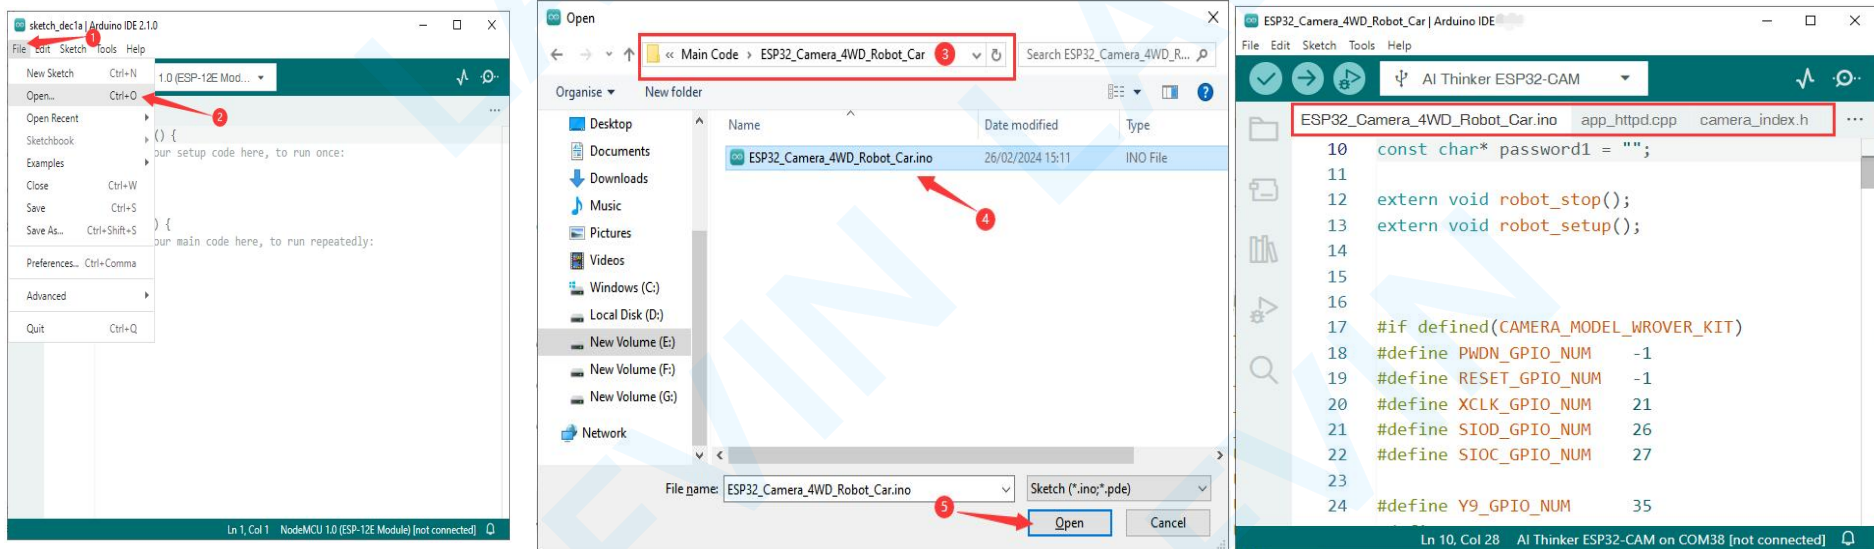 sketch_dec1a | Arduino IDE 2.1.0
File Edit Sketch Tools Help
1
New Sketch Ctrl+N
Open... Ctrl+O
2
Open Recent
Sketchbook
Examples
Close Ctrl+W
Save Ctrl+S
Save As... Ctrl+Shift+S
Preferences... Ctrl+Comma
Advanced
Quit Ctrl+Q
1.0 (ESP-12E Mod...
() {
our setup code here, to run once:
) {
our main code here, to run repeatedly:
Ln 1, Col 1 NodeMCU 1.0 (ESP-12E Module) [not connected]
Open
« Main Code › ESP32_Camera_4WD_Robot_Car 3
Search ESP32_Camera_4WD_R...
Organise New folder
Desktop
Documents
Downloads
Music
Pictures
Videos
Windows (C:)
Local Disk (D:)
New Volume (E:)
New Volume (F:)
New Volume (G:)
Network
Name Date modified Type
ESP32_Camera_4WD_Robot_Car.ino 26/02/2024 15:11 INO File
4
File name: ESP32_Camera_4WD_Robot_Car.ino Sketch (*.ino;*.pde)
5
Open Cancel
ESP32_Camera_4WD_Robot_Car | Arduino IDE
File Edit Sketch Tools Help
AI Thinker ESP32-CAM
ESP32_Camera_4WD_Robot_Car.ino app_httpd.cpp camera_index.h ...
10 const char* password1 = "";
11
12 extern void robot_stop();
13 extern void robot_setup();
14
15
16
17 #if defined(CAMERA_MODEL_WROVER_KIT)
18 #define PWDN_GPIO_NUM -1
19 #define RESET_GPIO_NUM -1
20 #define XCLK_GPIO_NUM 21
21 #define SIOD_GPIO_NUM 26
22 #define SIOC_GPIO_NUM 27
23
24 #define Y9_GPIO_NUM 35
Ln 10, Col 28 AI Thinker ESP32-CAM on COM38 [not connected]